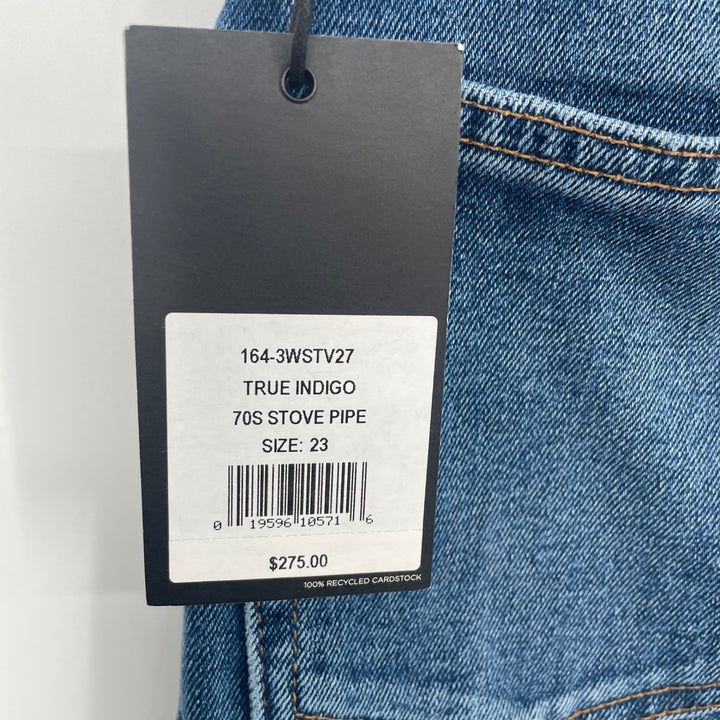 164-3WSTV27
TRUE INDIGO
70S STOVE PIPE
SIZE: 23
0 19596 10571 6
$275.00
100% RECYCLED CARDSTOCK